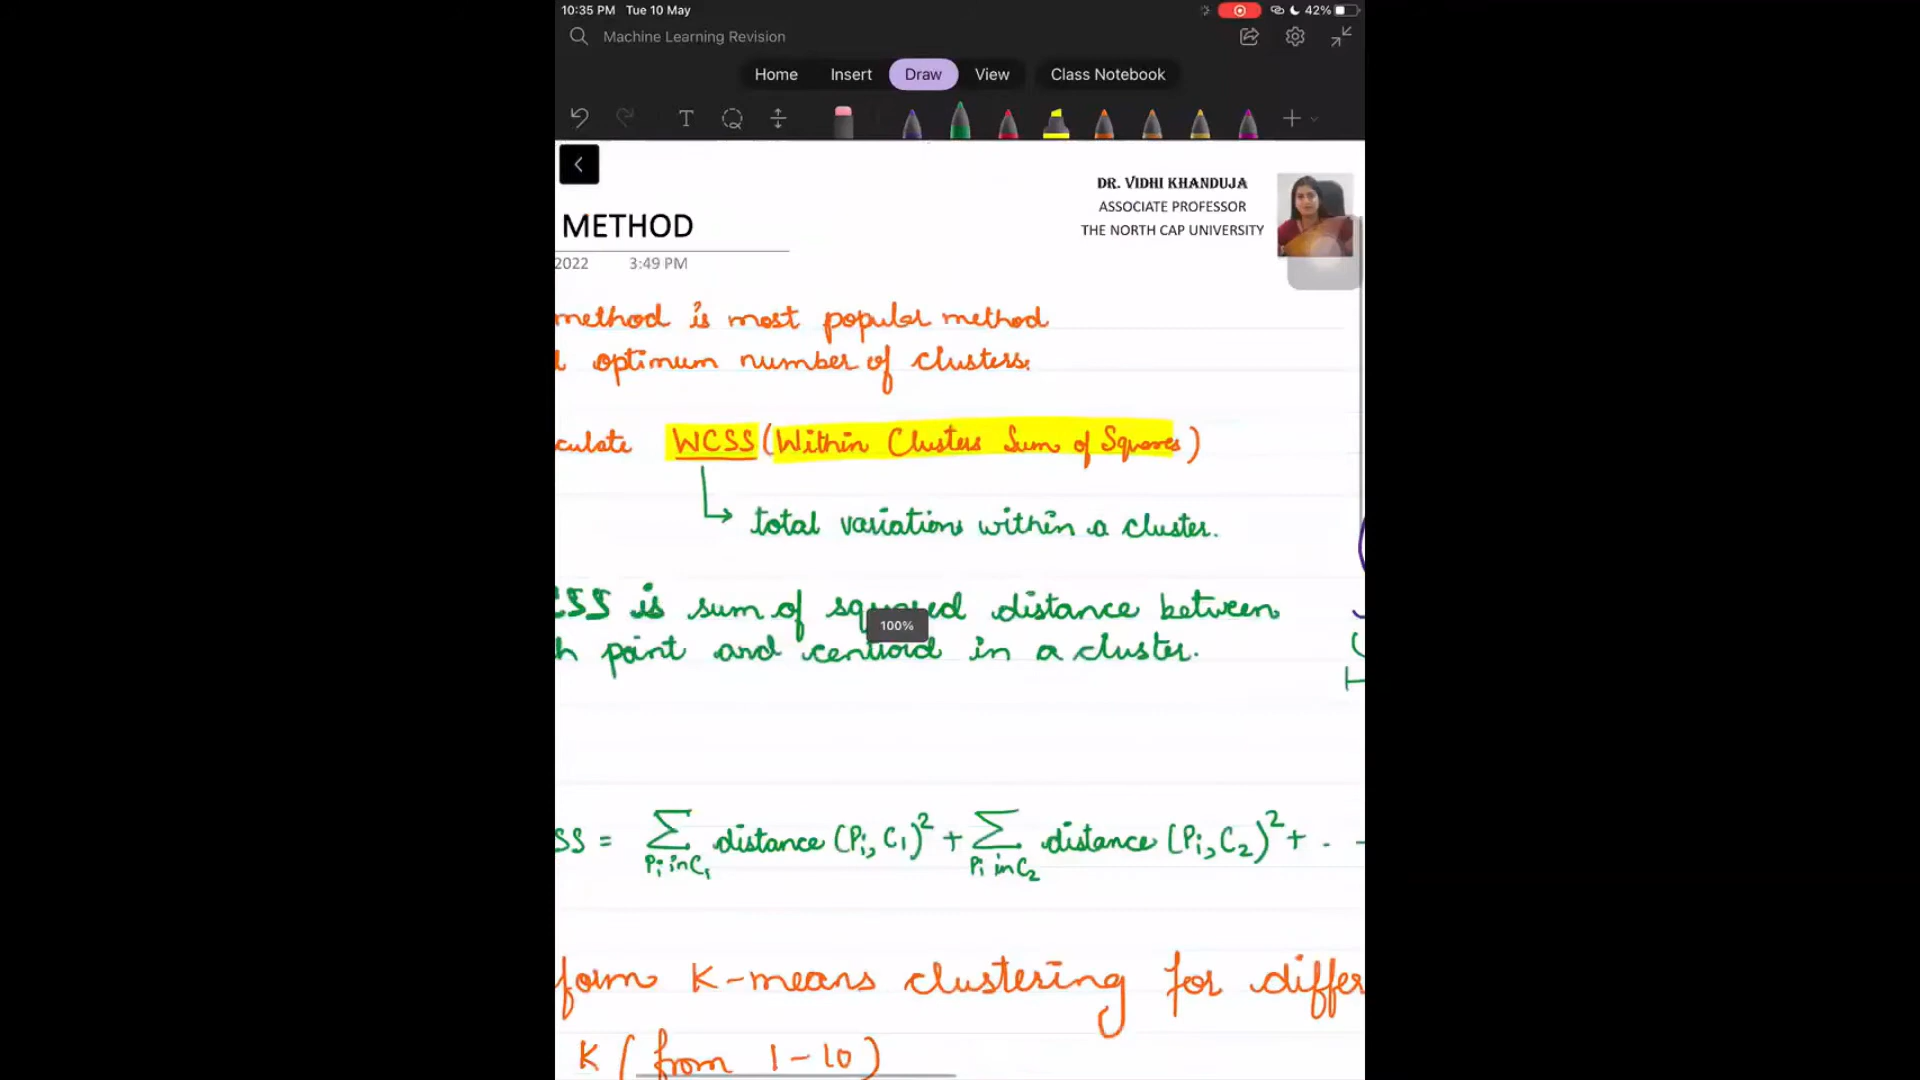 10:35 PM Tue 10 May
42%
Machine Learning Revision
Home Insert Draw View Class Notebook
T
DR. VIDHI KHANDUJA
ASSOCIATE PROFESSOR
THE NORTH CAP UNIVERSITY
METHOD
2022 3:49 PM
method is most popular method
optimum number of clusters.
culate WCSS (Within Clusters Sum of Squares)
total variations within a cluster.
CSS is sum of squared distance between
100%
h point and centroid in a cluster.
SS = Σ distance (Pi, C1)² + Σ distance (Pi, C2)² + . -
Pi in C1 Pi in C2
form K-means clustering for differ
K (from 1-10)